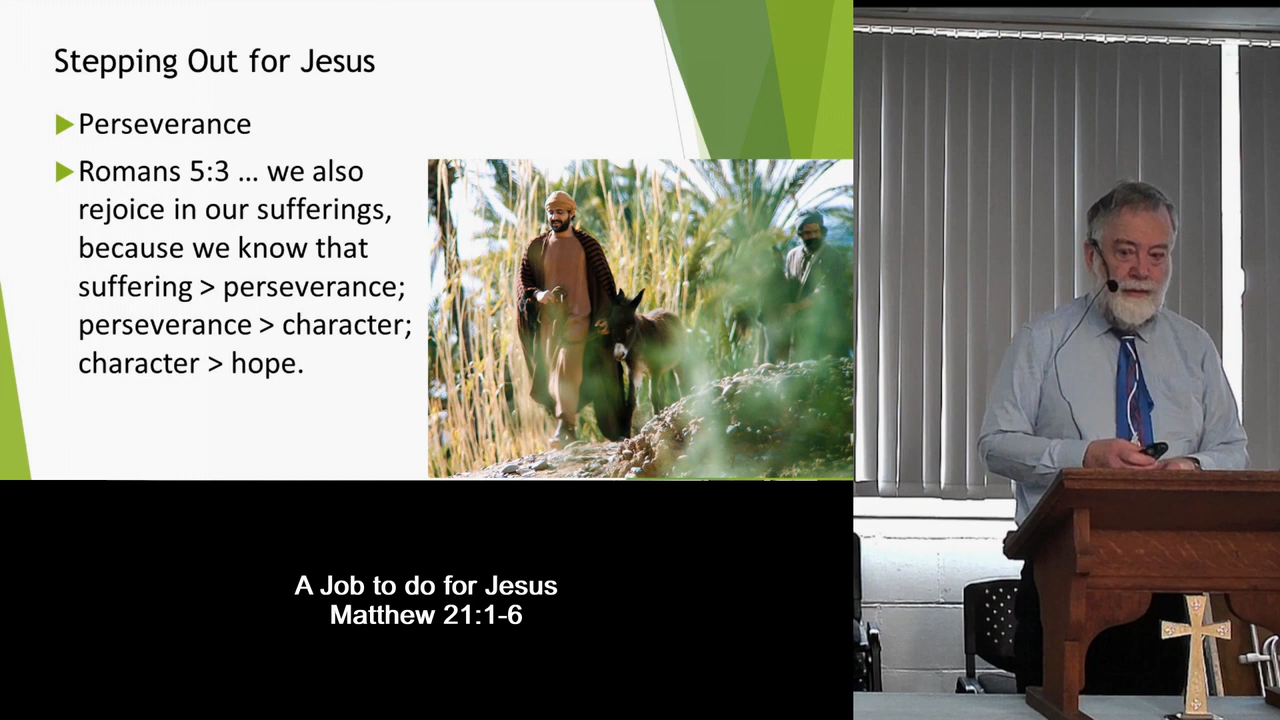 Stepping Out for Jesus
Perseverance
Romans 5:3 ... we also
rejoice in our sufferings,
because we know that
suffering > perseverance;
perseverance > character;
character > hope.
A Job to do for Jesus
Matthew 21:1-6